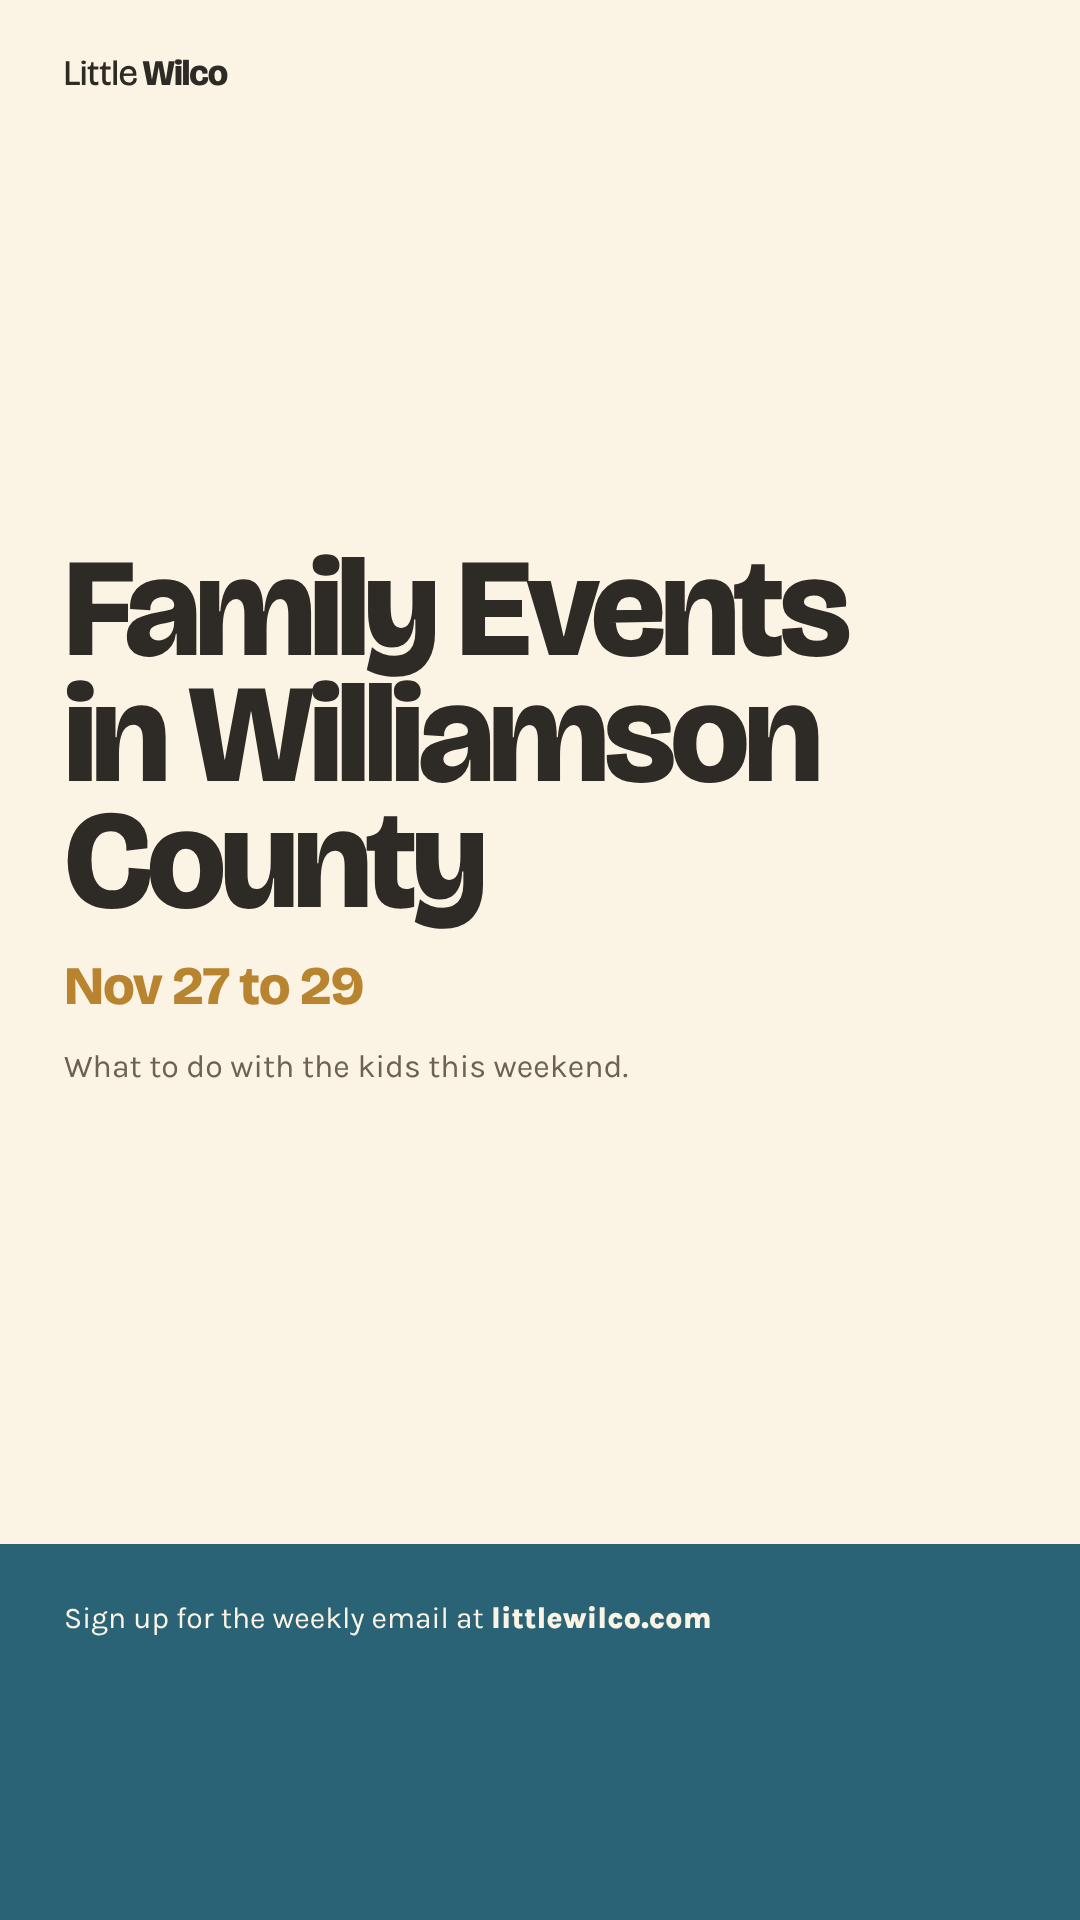 Little Wilco
Family Events
in Williamson
County
Nov 27 to 29
What to do with the kids this weekend.
Sign up for the weekly email at littlewilco.com